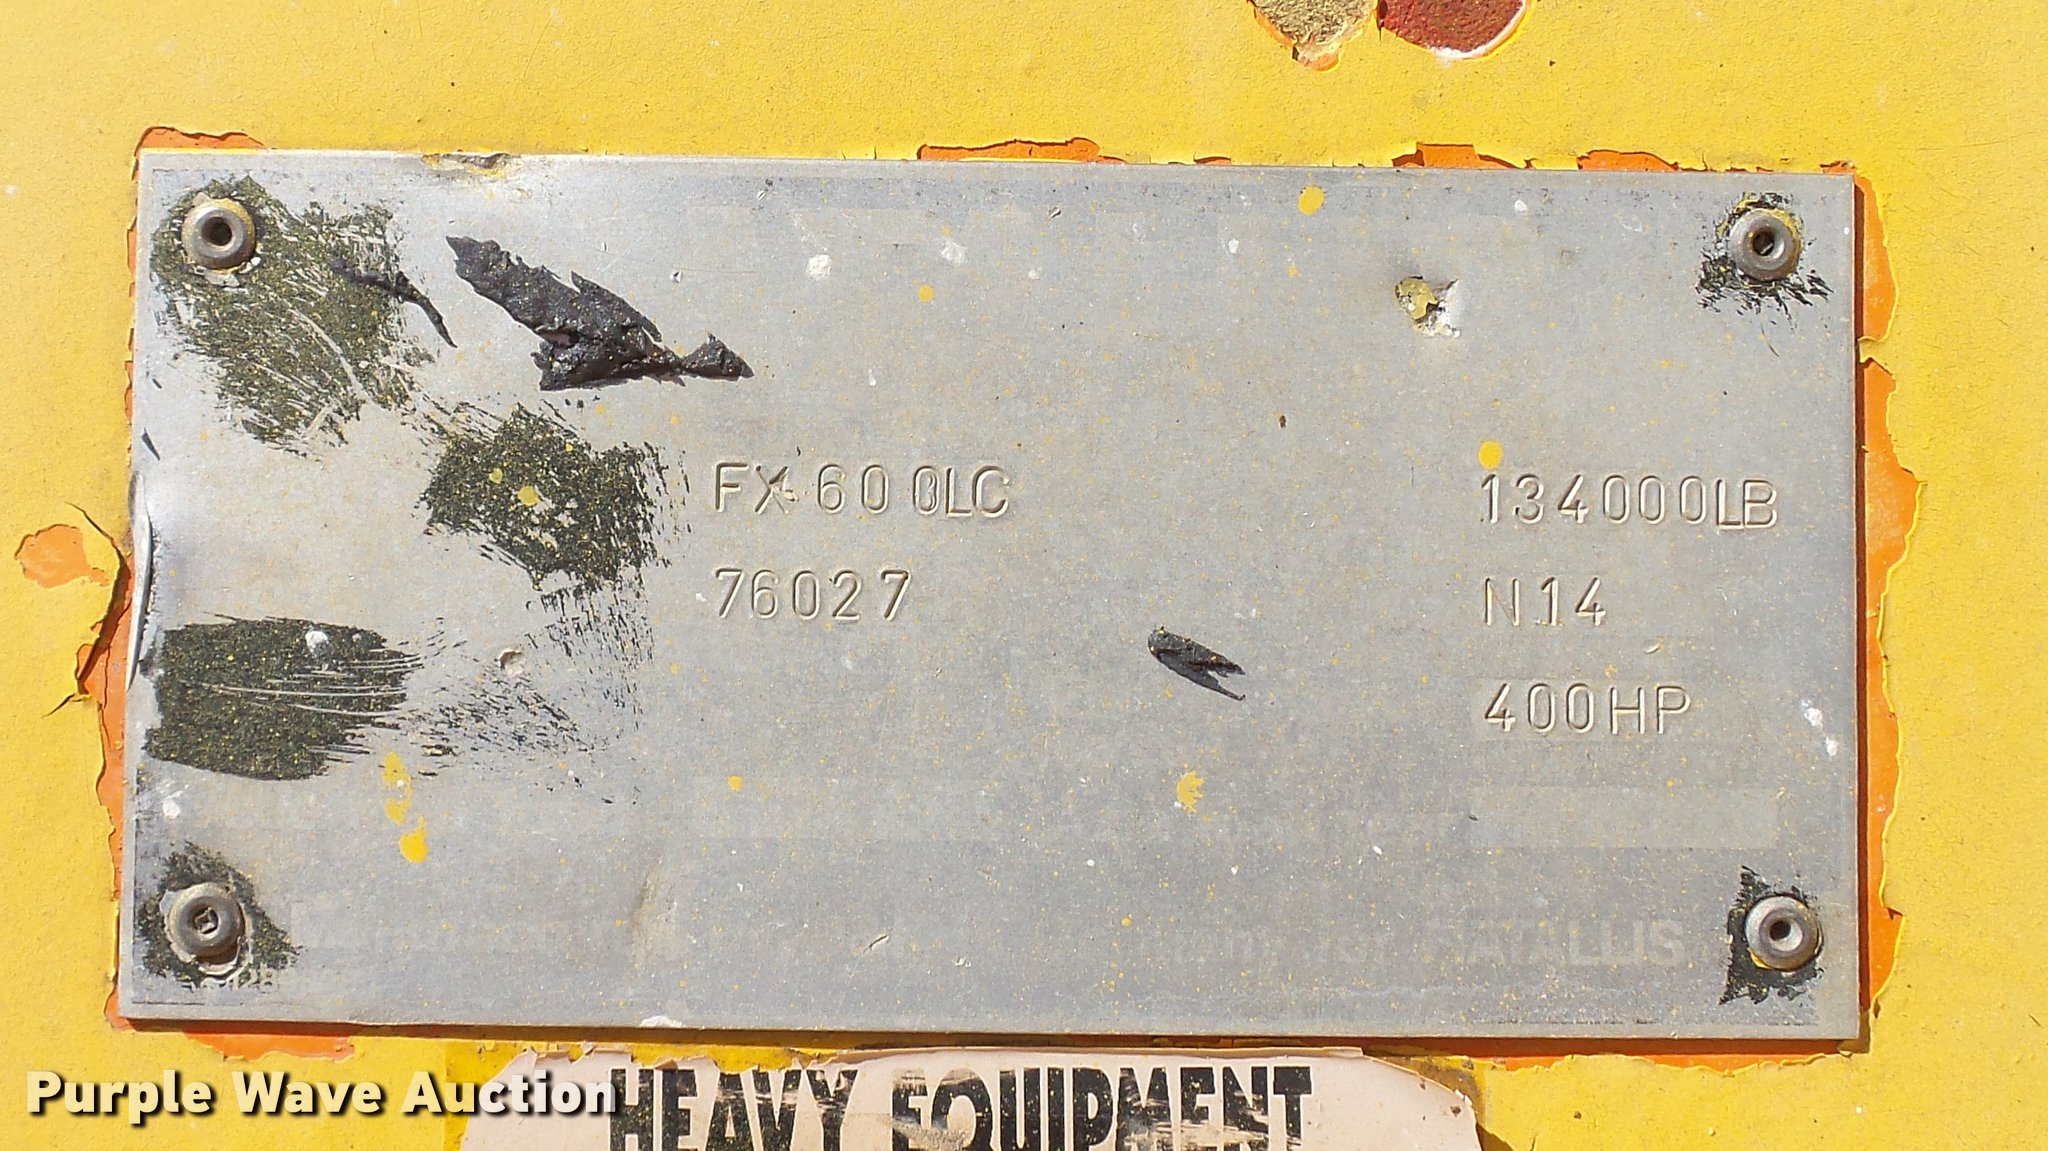 FX 600LC 134000LB
76027 N14
400HP
HEAVY EQUIPMENT
Purple Wave Auction